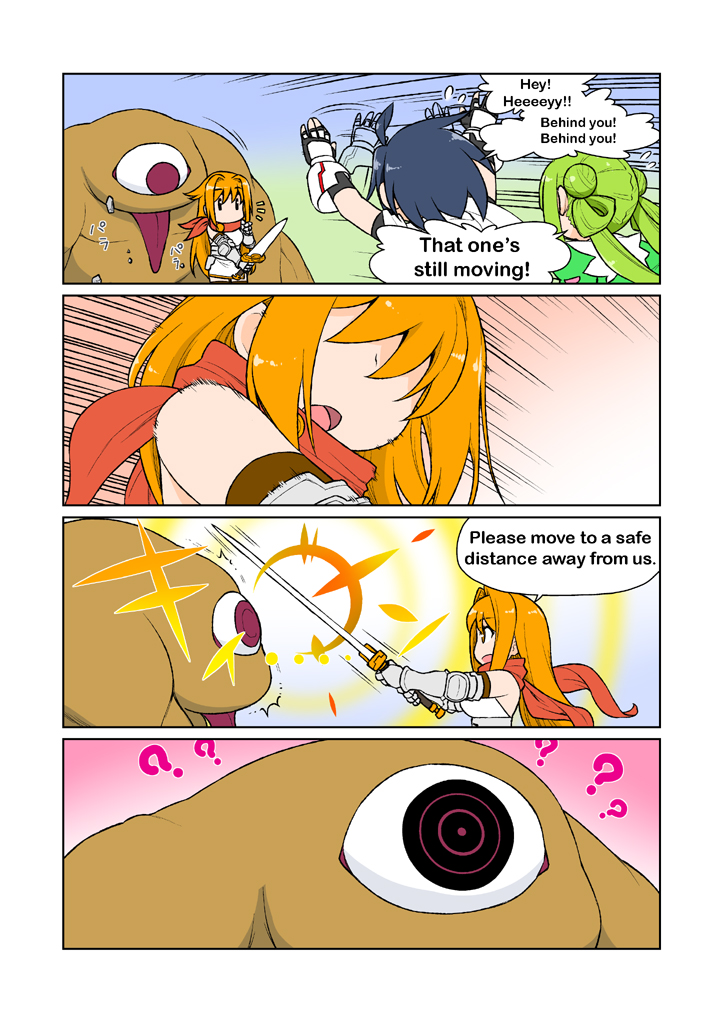 Hey!
Heeeeyy!!
Behind you!
Behind you!
That one's
still moving!
パラ
パラ
Please move to a safe
distance away from us.
? ?
? ? ?